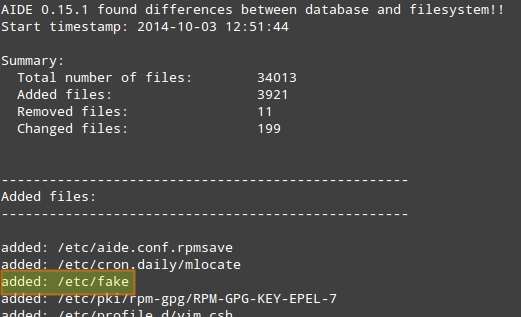 AIDE 0.15.1 found differences between database and filesystem!!
Start timestamp: 2014-10-03 12:51:44
Summary:
Total number of files: 34013
Added files: 3921
Removed files: 11
Changed files: 199
---------------------------------------------------
Added files:
---------------------------------------------------
added: /etc/aide.conf.rpmsave
added: /etc/cron.daily/mlocate
added: /etc/fake
added: /etc/pki/rpm-gpg/RPM-GPG-KEY-EPEL-7
added: /etc/profile.d/vim.csh